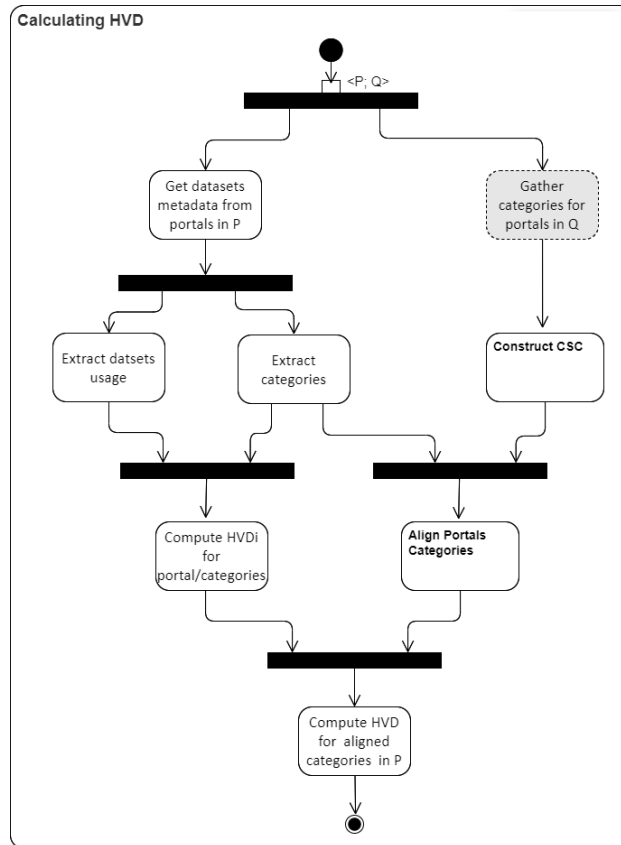 Calculating HVD
<P; Q>
Get datasets
metadata from
portals in P
Gather
categories for
portals in Q
Extract datsets
usage
Extract
categories
Construct CSC
Compute HVDi
for
portal/categories
Align Portals
Categories
Compute HVD
for aligned
categories in P